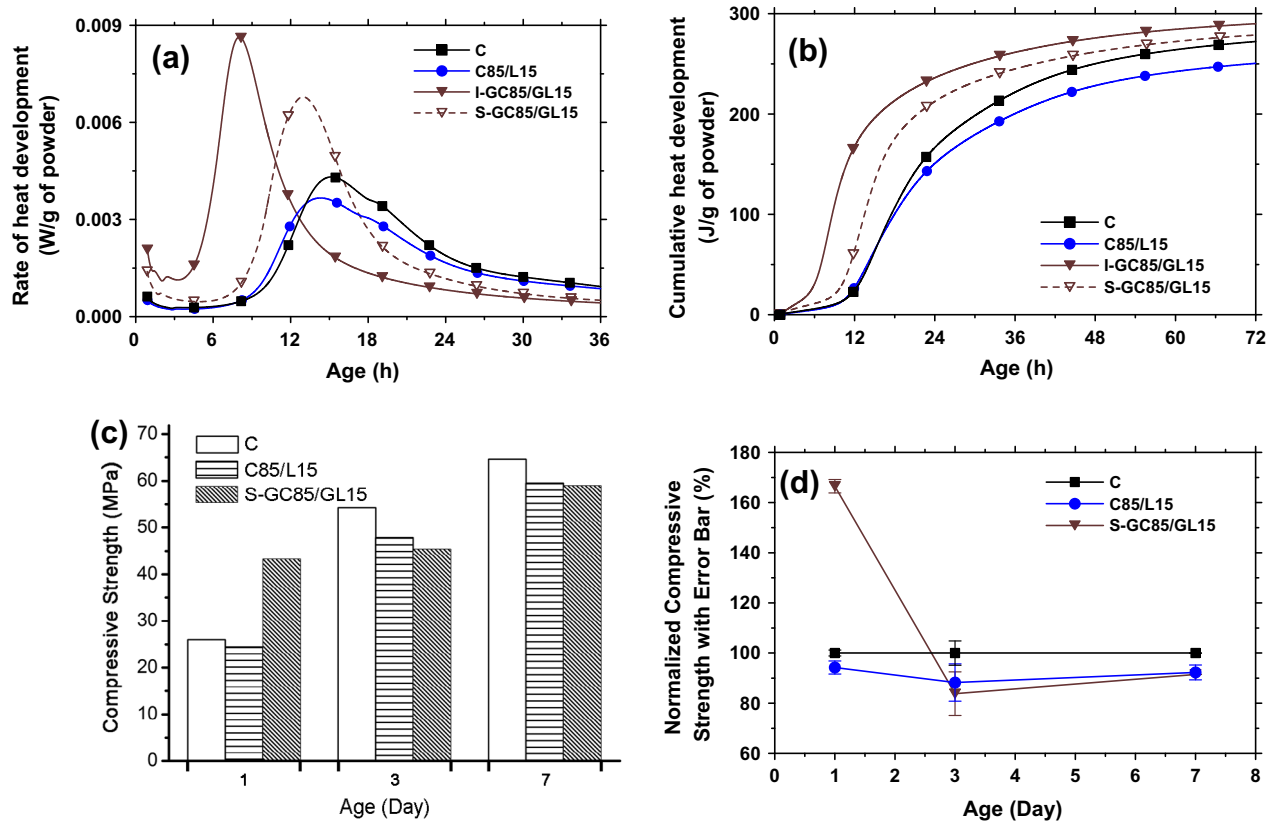 (a)
Rate of heat development
(W/g of powder)
0.009
0.006
0.003
0.000
C
C85/L15
I-GC85/GL15
S-GC85/GL15
0 6 12 18 24 30 36
Age (h)
(b)
Cumulative heat development
(J/g of powder)
300
200
100
0
C
C85/L15
I-GC85/GL15
S-GC85/GL15
0 12 24 36 48 60 72
Age (h)
(c)
Compressive Strength (MPa)
70
60
50
40
30
20
10
0
C
C85/L15
S-GC85/GL15
1 3 7
Age (Day)
(d)
Normalized Compressive
Strength with Error Bar (%)
180
160
140
120
100
80
60
C
C85/L15
S-GC85/GL15
0 1 2 3 4 5 6 7 8
Age (Day)